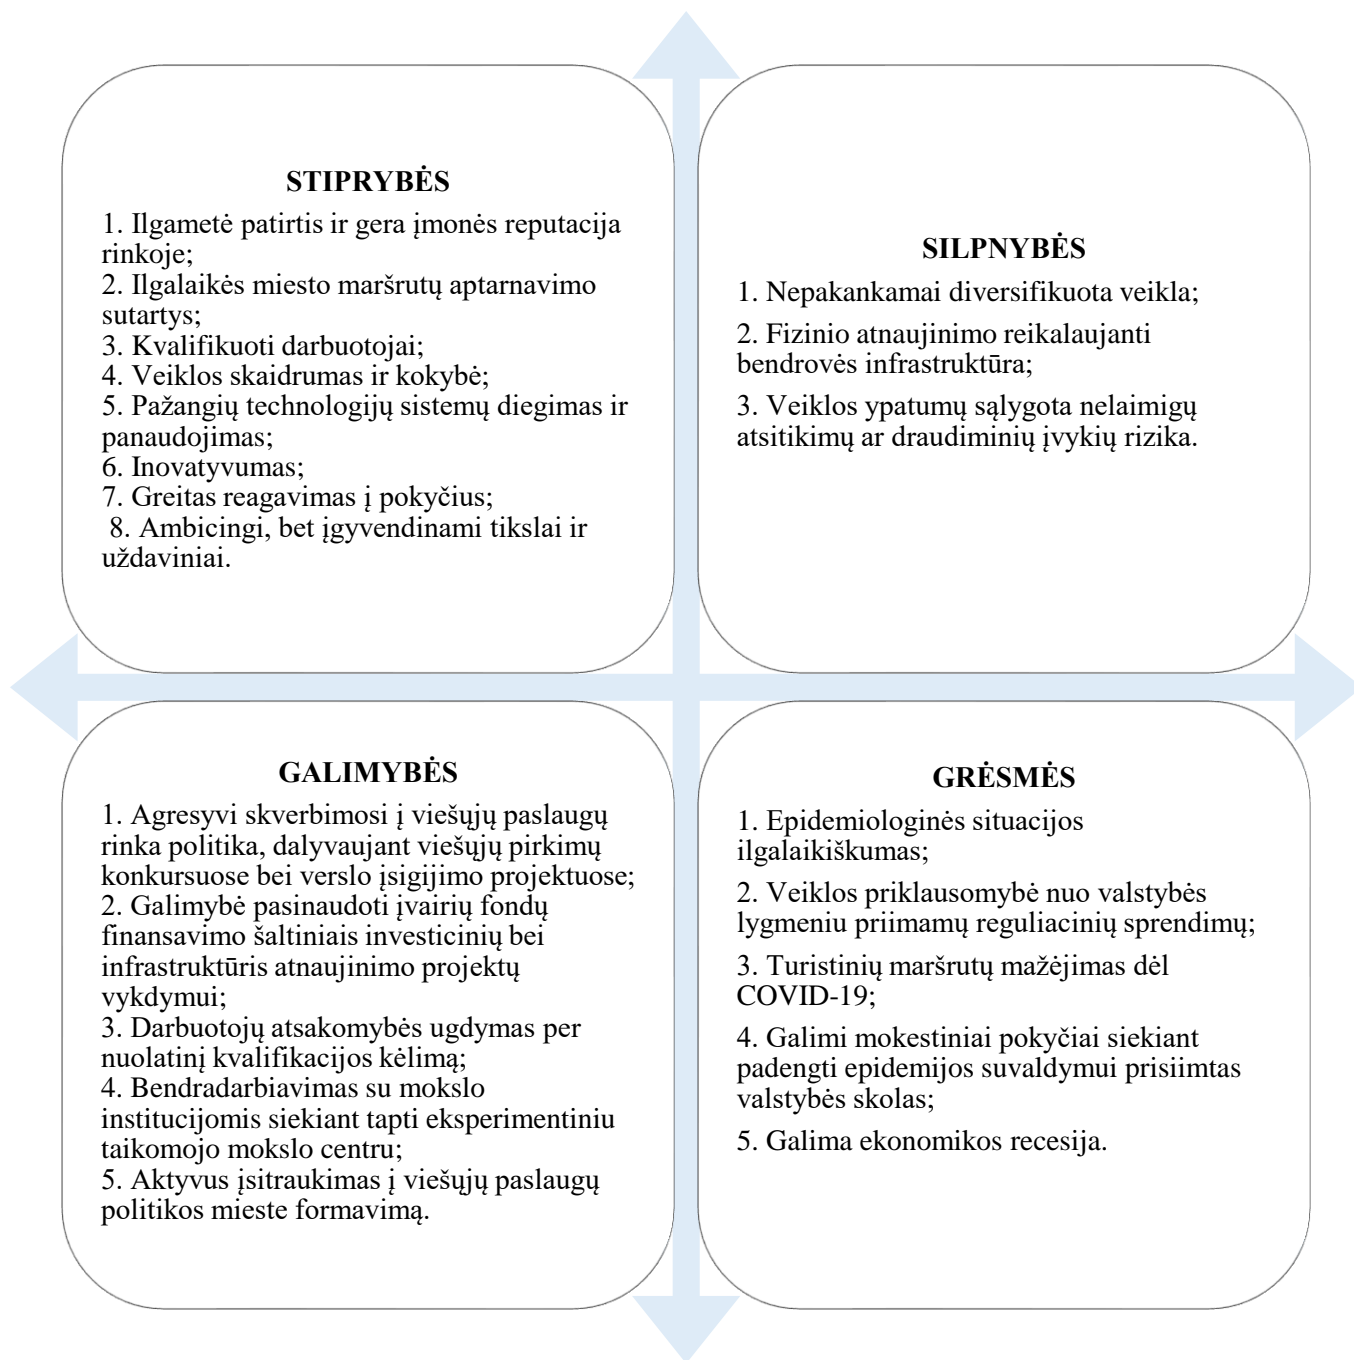 STIPRYBĖS
1. Ilgametė patirtis ir gera įmonės reputacija
rinkoje;
2. Ilgalaikės miesto maršrutų aptarnavimo
sutartys;
3. Kvalifikuoti darbuotojai;
4. Veiklos skaidrumas ir kokybė;
5. Pažangių technologijų sistemų diegimas ir
panaudojimas;
6. Inovatyvumas;
7. Greitas reagavimas į pokyčius;
8. Ambicingi, bet įgyvendinami tikslai ir
uždaviniai.
SILPNYBĖS
1. Nepakankamai diversifikuota veikla;
2. Fizinio atnaujinimo reikalaujanti
bendrovės infrastruktūra;
3. Veiklos ypatumų sąlygota nelaimigų
atsitikimų ar draudiminių įvykių rizika.
GALIMYBĖS
1. Agresyvi skverbimosi į viešųjų paslaugų
rinka politika, dalyvaujant viešųjų pirkimų
konkursuose bei verslo įsigijimo projektuose;
2. Galimybė pasinaudoti įvairių fondų
finansavimo šaltiniais investicinių bei
infrastruktūris atnaujinimo projektų
vykdymui;
3. Darbuotojų atsakomybės ugdymas per
nuolatinį kvalifikacijos kėlimą;
4. Bendradarbiavimas su mokslo
institucijomis siekiant tapti eksperimentiniu
taikomojo mokslo centru;
5. Aktyvus įsitraukimas į viešųjų paslaugų
politikos mieste formavimą.
GRĖSMĖS
1. Epidemiologinės situacijos
ilgalaikiškumas;
2. Veiklos priklausomybė nuo valstybės
lygmeniu priimamų reguliacinių sprendimų;
3. Turistinių maršrutų mažėjimas dėl
COVID-19;
4. Galimi mokestiniai pokyčiai siekiant
padengti epidemijos suvaldymui prisiimtas
valstybės skolas;
5. Galima ekonomikos recesija.